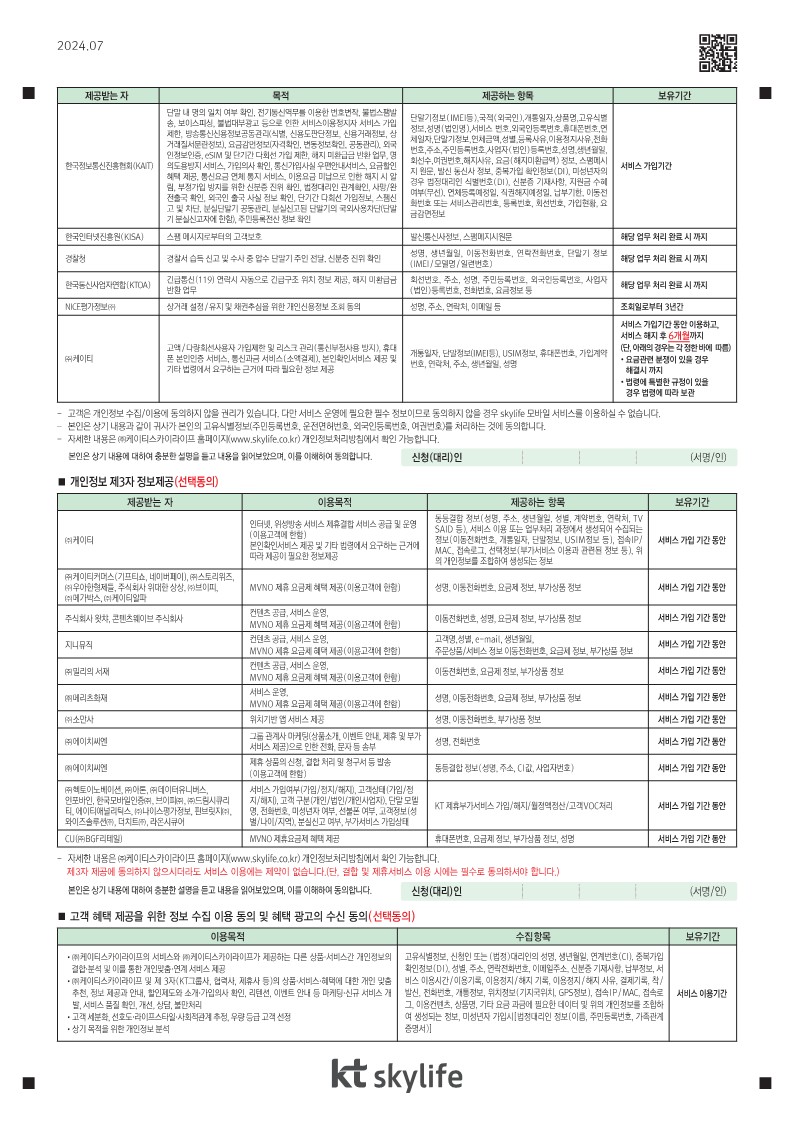 2024.07
제공받는 자 목적 제공하는 항목 보유기간
한국정보통신진흥협회(KAIT)
단말 내 명의 일치 여부 확인, 전기통신역무를 이용한 번호변작, 불법스팸발
송, 보이스피싱, 불법대부광고 등으로 인한 서비스이용정지자 서비스 가입
제한, 방송통신신용정보공동관리(식별, 신용도판단정보, 신용거래정보, 상
거래질서문란정보), 요금감면정보(자격확인, 변동정보확인, 공동관리), 외국
인정보인증, eSIM 및 단기간 다회선 가입 제한, 해지 미환급금 반환 업무, 명
의도용방지 서비스, 가입의사 확인, 통신가입사실 우편안내서비스, 요금할인
혜택 제공, 통신요금 연체 통지 서비스, 이용요금 미납으로 인한 해지 시 알
림, 부정가입 방지를 위한 신분증 진위 확인, 법정대리인 관계확인, 사망/완
전출국 확인, 외국인 출국 사실 정보 확인, 단기간 다회선 가입정보, 스팸신
고 및 차단, 분실단말기 공동관리, 분실신고된 단말기의 국외사용차단(단말
기 분실신고자에 한함), 주민등록전산 정보 확인
단말기정보(IMEI등),국적(외국인),개통일자,상품명,고유식별
정보,성명(법인명),서비스 번호,외국인등록번호,휴대폰번호,연
체일자,단말기정보,연체금액,성별,등록사유,이용정지사유,전화
번호,주소,주민등록번호,사업자(법인)등록번호,성명,생년월일,
회선수,여권번호,해지사유, 요금(해지미환급액) 정보, 스팸메시
지 원문, 발신 통신사 정보, 중복가입 확인정보(DI), 미성년자의
경우 법정대리인 식별번호(DI), 신분증 기재사항, 지원금 수혜
여부(무선), 연체등록예정일, 직권해지예정일, 납부기한, 이동전
화번호 또는 서비스관리번호, 등록번호, 회선번호, 가입현황, 요
금감면정보
서비스 가입기간
한국인터넷진흥원(KISA) 스팸 메시지로부터의 고객보호 발신통신사정보, 스팸메시지원문 해당 업무 처리 완료 시 까지
경찰청 경찰서 습득 신고 및 수사 중 압수 단말기 주인 전달, 신분증 진위 확인
성명, 생년월일, 이동전화번호, 연락전화번호, 단말기 정보
(IMEI/모델명/일련번호)
해당 업무 처리 완료 시 까지
한국통신사업자연합(KTOA)
긴급통신(119) 연락시 자동으로 긴급구조 위치 정보 제공, 해지 미환급금
반환 업무
회선번호, 주소, 성명, 주민등록번호, 외국인등록번호, 사업자
(법인)등록번호, 전화번호, 요금정보 등
해당 업무 처리 완료 시 까지
NICE평가정보㈜ 상거래 설정/유지 및 채권추심을 위한 개인신용정보 조회 동의 성명, 주소, 연락처, 이메일 등 조회일로부터 3년간
㈜케이티
고액/다량회선사용자 가입제한 및 리스크 관리(통신부정사용 방지), 휴대
폰 본인인증 서비스, 통신과금 서비스(소액결제), 본인확인서비스 제공 및
기타 법령에서 요구하는 근거에 따라 필요한 정보 제공
개통일자, 단말정보(IMEI등), USIM정보, 휴대폰번호, 가입계약
번호, 연락처, 주소, 생년월일, 성명
서비스 가입기간 동안 이용하고,
서비스 해지 후 6개월까지
(단, 아래의 경우는 각 정한 바에 따름)
• 요금관련 분쟁이 있을 경우
해결시 까지
• 법령에 특별한 규정이 있을
경우 법령에 따라 보관
– 고객은 개인정보 수집/이용에 동의하지 않을 권리가 있습니다. 다만 서비스 운영에 필요한 필수 정보이므로 동의하지 않을 경우 skylife 모바일 서비스를 이용하실 수 없습니다.
– 본인은 상기 내용과 같이 귀사가 본인의 고유식별정보(주민등록번호, 운전면허번호, 외국인등록번호, 여권번호)를 처리하는 것에 동의합니다.
– 자세한 내용은 ㈜케이티스카이라이프 홈페이지(www.skylife.co.kr) 개인정보처리방침에서 확인 가능합니다.
본인은 상기 내용에 대하여 충분한 설명을 듣고 내용을 읽어보았으며, 이를 이해하여 동의합니다. 신청(대리)인 (서명/인)
■ 개인정보 제3자 정보제공(선택동의)
제공받는 자 이용목적 제공하는 항목 보유기간
㈜케이티
인터넷, 위성방송 서비스 제휴결합 서비스 공급 및 운영
(이용고객에 한함)
본인확인서비스 제공 및 기타 법령에서 요구하는 근거에
따라 제공이 필요한 정보제공
동등결합 정보(성명, 주소, 생년월일, 성별, 계약번호, 연락처, TV
SAID 등), 서비스 이용 또는 업무처리 과정에서 생성되어 수집되는
정보(이동전화번호, 개통일자, 단말정보, USIM정보 등), 접속IP/
MAC, 접속로그, 선택정보(부가서비스 이용과 관련된 정보 등), 위
의 개인정보를 조합하여 생성되는 정보
서비스 가입 기간 동안
㈜케이티커머스(기프티쇼, 네이버페이), ㈜스토리위즈,
㈜우아한형제들, 주식회사 위대한 상상, ㈜브이피,
㈜메가박스, ㈜케이티알파
MVNO 제휴 요금제 혜택 제공(이용고객에 한함) 성명, 이동전화번호, 요금제 정보, 부가상품 정보 서비스 가입 기간 동안
주식회사 왓챠, 콘텐츠웨이브 주식회사
컨텐츠 공급, 서비스 운영,
MVNO 제휴 요금제 혜택 제공(이용고객에 한함)
이동전화번호, 성명, 요금제 정보, 부가상품 정보 서비스 가입 기간 동안
지니뮤직
컨텐츠 공급, 서비스 운영,
MVNO 제휴 요금제 혜택 제공(이용고객에 한함)
고객명,성별, e-mail, 생년월일,
주문상품/서비스 정보 이동전화번호, 요금제 정보, 부가상품 정보
서비스 가입 기간 동안
㈜밀리의 서재
컨텐츠 공급, 서비스 운영,
MVNO 제휴 요금제 혜택 제공(이용고객에 한함)
이동전화번호, 요금제 정보, 부가상품 정보 서비스 가입 기간 동안
㈜메리츠화재
서비스 운영,
MVNO 제휴 요금제 혜택 제공(이용고객에 한함)
성명, 이동전화번호, 요금제 정보, 부가상품 정보 서비스 가입 기간 동안
㈜소만사 위치기반 앱 서비스 제공 성명, 이동전화번호, 부가상품 정보 서비스 가입 기간 동안
㈜에이치씨엔
그룹 관계사 마케팅(상품소개, 이벤트 안내, 제휴 및 부가
서비스 제공)으로 인한 전화, 문자 등 송부
성명, 전화번호 서비스 가입 기간 동안
㈜에이치씨엔
제휴 상품의 신청, 결합 처리 및 청구서 등 발송
(이용고객에 한함)
동등결합 정보(성명, 주소, CI값, 사업자번호) 서비스 가입 기간 동안
㈜헥토이노베이션, ㈜아톤, ㈜데이터유니버스,
인포바인, 한국모바일인증㈜, 브이피㈜, ㈜드림시큐리
티, 에이티애널리틱스, ㈜나이스평가정보, 핀브릿지㈜,
와이즈솔루션㈜, 더치트㈜, 라온시큐어
서비스 가입여부(가입/정지/해지), 고객상태(가입/정
지/해지), 고객 구분(개인/법인/개인사업자), 단말 모델
명, 전화번호, 미성년자 여부, 선불폰 여부, 고객정보(성
별/나이/지역), 분실신고 여부, 부가서비스 가입상태
KT 제휴부가서비스 가입/해지/월정액정산/고객VOC처리 서비스 가입 기간 동안
CU(㈜BGF리테일) MVNO 제휴요금제 혜택 제공 휴대폰번호, 요금제 정보, 부가상품 정보, 성명 서비스 가입 기간 동안
– 자세한 내용은 ㈜케이티스카이라이프 홈페이지(www.skylife.co.kr) 개인정보처리방침에서 확인 가능합니다.
제3자 제공에 동의하지 않으시더라도 서비스 이용에는 제약이 없습니다.(단, 결합 및 제휴서비스 이용 시에는 필수로 동의하셔야 합니다.)
본인은 상기 내용에 대하여 충분한 설명을 듣고 내용을 읽어보았으며, 이를 이해하여 동의합니다. 신청(대리)인 (서명/인)
■ 고객 혜택 제공을 위한 정보 수집 이용 동의 및 혜택 광고의 수신 동의(선택동의)
이용목적 수집항목 보유기간
• ㈜케이티스카이라이프의 서비스와 ㈜케이티스카이라이프가 제공하는 다른 상품·서비스간 개인정보의
결합·분석 및 이를 통한 개인맞춤·연계 서비스 제공
• ㈜케이티스카이라이프 및 제 3자(KT그룹사, 협력사, 제휴사 등)의 상품·서비스·혜택에 대한 개인 맞춤
추천, 정보 제공과 안내, 할인제도와 소개·가입의사 확인, 리텐션, 이벤트 안내 등 마케팅·신규 서비스 개
발, 서비스 품질 확인, 개선, 상담, 불만처리
• 고객 세분화, 선호도·라이프스타일·사회적관계 추정, 우량 등급 고객 선정
• 상기 목적을 위한 개인정보 분석
고유식별정보, 신청인 또는 (법정)대리인의 성명, 생년월일, 연계번호(CI), 중복가입
확인정보(DI), 성별, 주소, 연락전화번호, 이메일주소, 신분증 기재사항, 납부정보, 서
비스 이용시간/이용기록, 이용정지/해지 기록, 이용정지/해지 사유, 결제기록, 착/
발신, 전화번호, 개통정보, 위치정보(기지국위치, GPS정보), 접속IP/MAC, 접속로
그, 이용컨텐츠, 상품명, 기타 요금 과금에 필요한 데이터 및 위의 개인정보를 조합하
여 생성되는 정보, 미성년자 가입시[법정대리인 정보(이름, 주민등록번호, 가족관계
증명서)]
서비스 이용기간
kt skylife